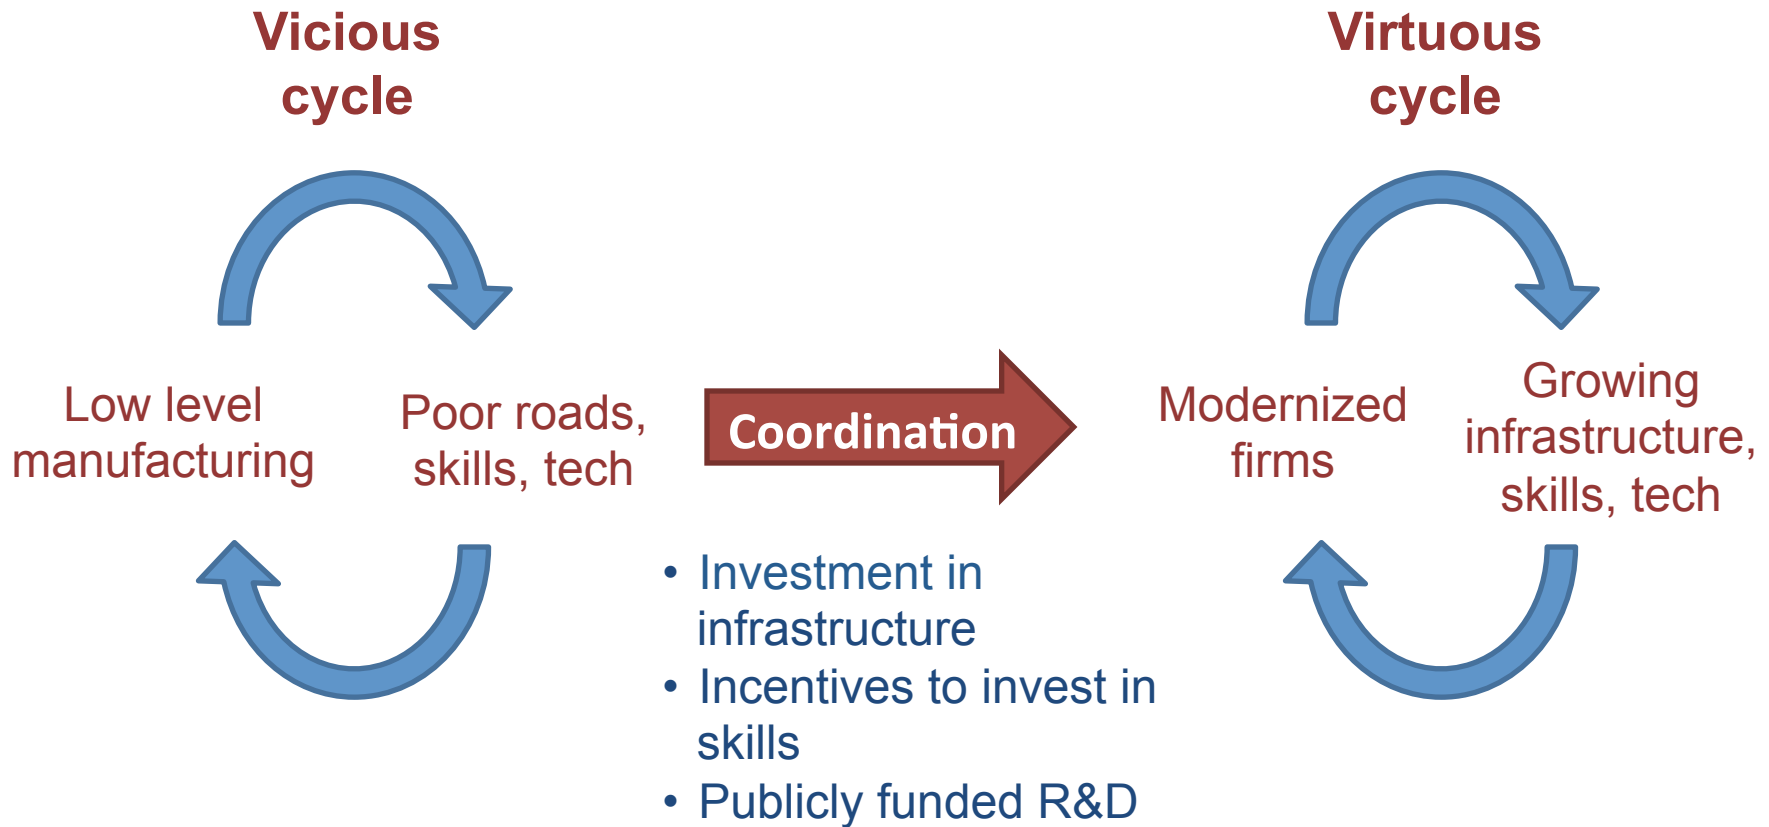 Vicious
cycle
Low level
manufacturing
Poor roads,
skills, tech
Coordination
• Investment in
infrastructure
• Incentives to invest in
skills
• Publicly funded R&D
Virtuous
cycle
Modernized
firms
Growing
infrastructure,
skills, tech